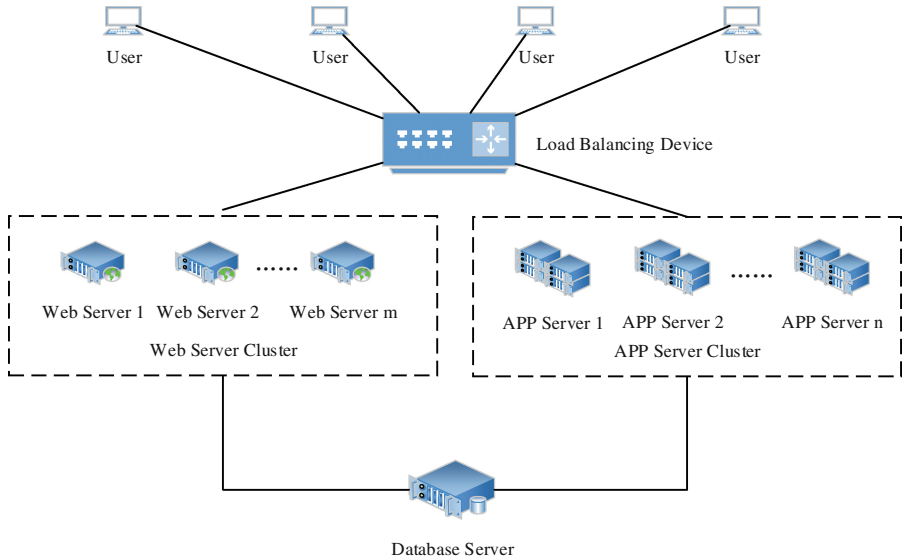 User
User
User
User
Load Balancing Device
Web Server 1
Web Server 2
......
Web Server m
Web Server Cluster
APP Server 1
APP Server 2
......
APP Server n
APP Server Cluster
Database Server